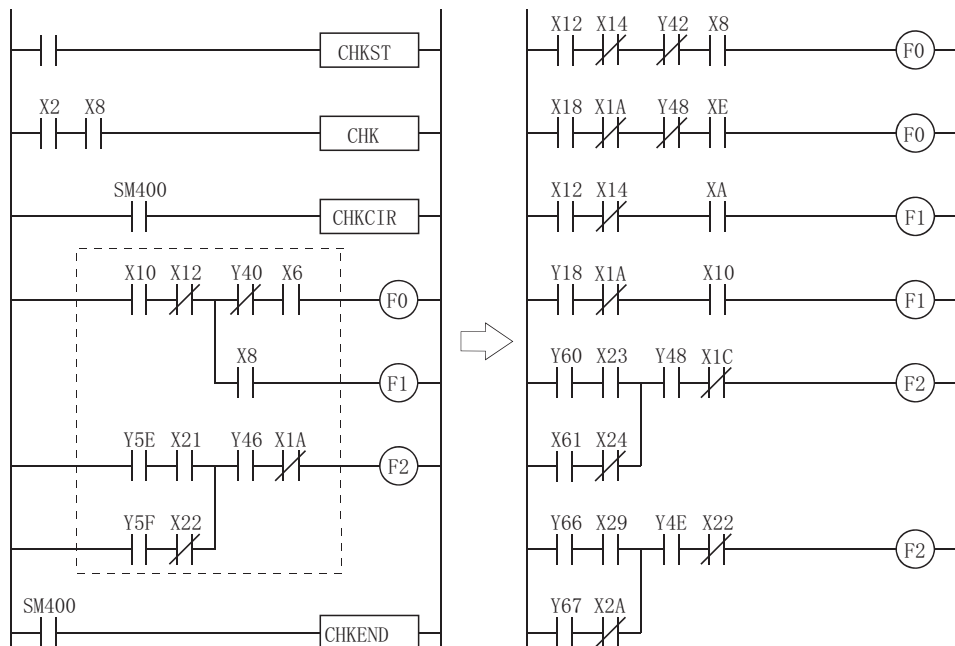 CHKST
X2 X8
CHK
SM400
CHKCIR
X10 X12 Y40 X6
F0
X8
F1
Y5E X21 Y46 X1A
F2
Y5F X22
SM400
CHKEND
X12 X14 Y42 X8
F0
X18 X1A Y48 XE
F0
X12 X14 XA
F1
Y18 X1A X10
F1
Y60 X23 Y48 X1C
F2
X61 X24
Y66 X29 Y4E X22
F2
Y67 X2A